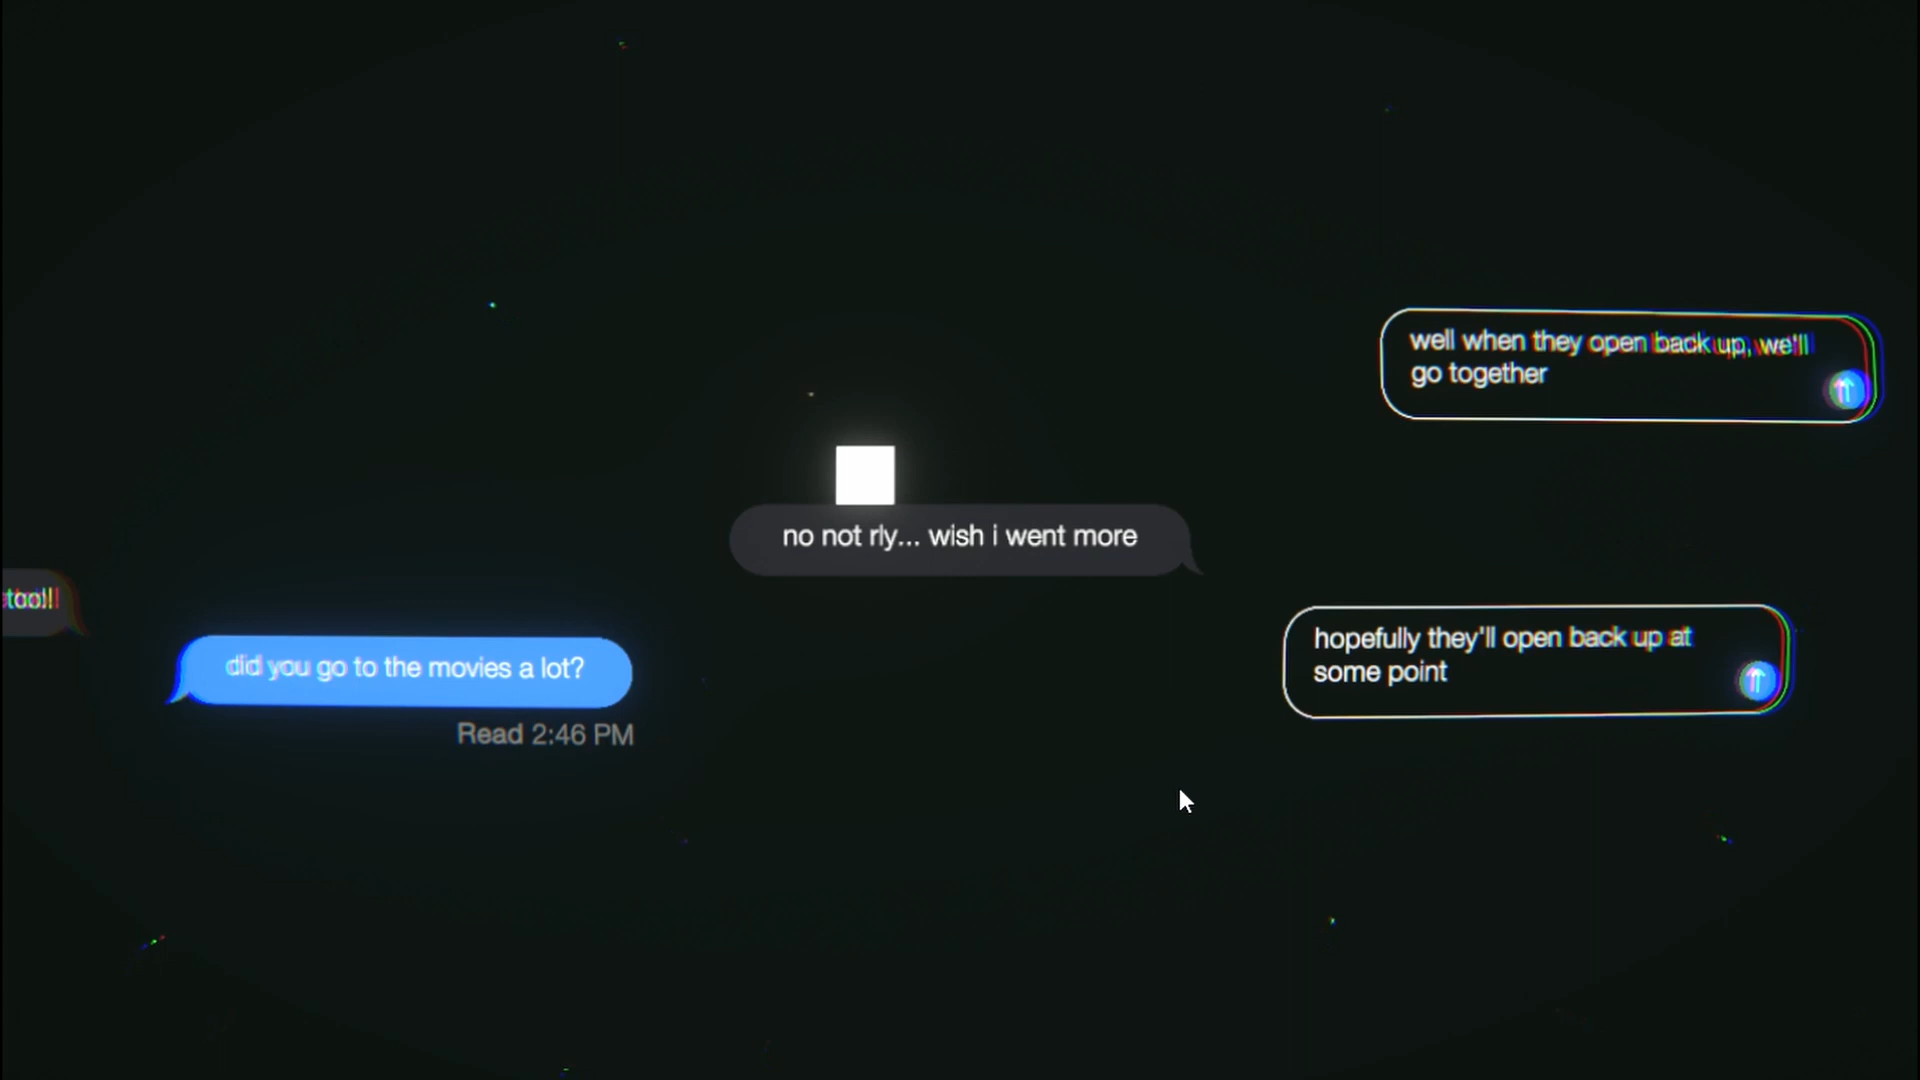 well when they open back up, we'll
go together
no not rly... wish i went more
too!!
did you go to the movies a lot?
Read 2:46 PM
hopefully they'll open back up at
some point